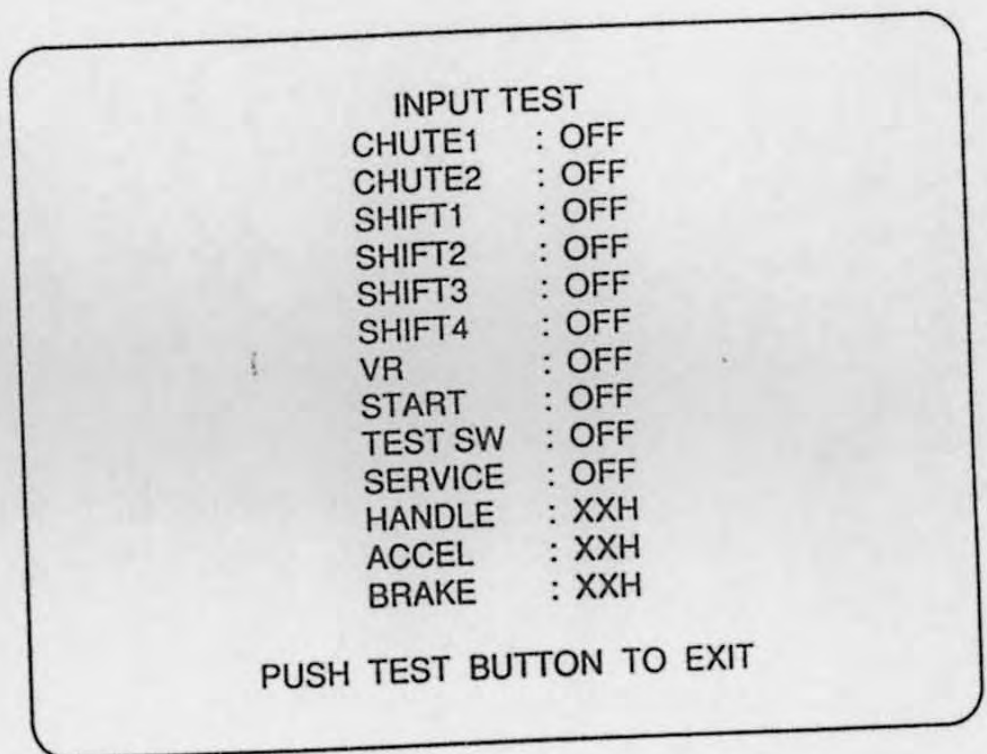 INPUT TEST
CHUTE1 : OFF
CHUTE2 : OFF
SHIFT1 : OFF
SHIFT2 : OFF
SHIFT3 : OFF
SHIFT4 : OFF
VR : OFF
START : OFF
TEST SW : OFF
SERVICE : OFF
HANDLE : XXH
ACCEL : XXH
BRAKE : XXH
PUSH TEST BUTTON TO EXIT